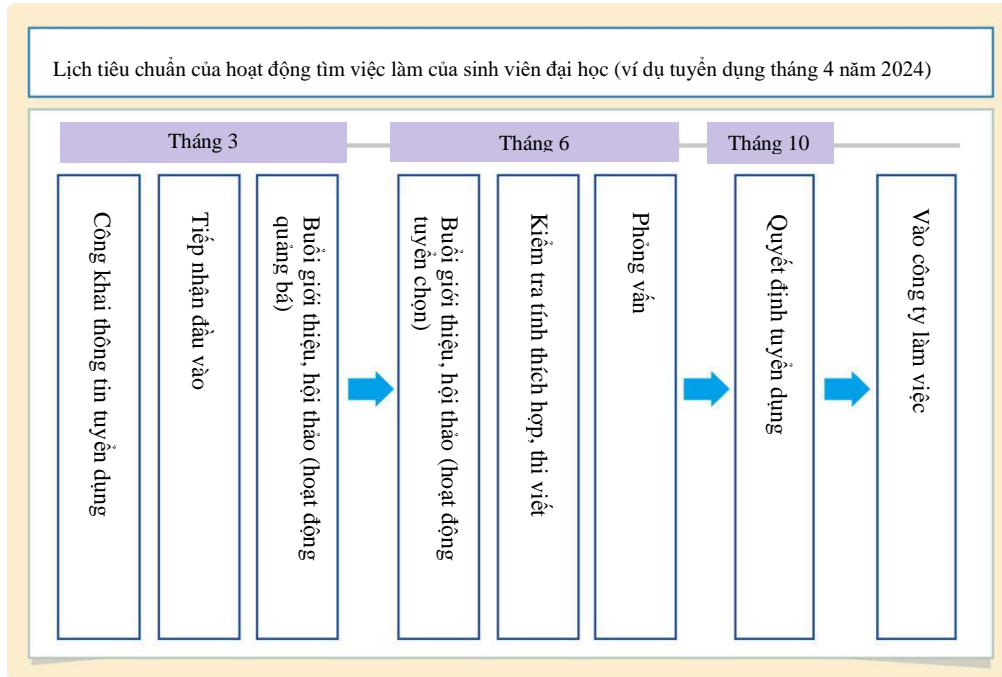 Lịch tiêu chuẩn của hoạt động tìm việc làm của sinh viên đại học (ví dụ tuyển dụng tháng 4 năm 2024)
Tháng 3
Tháng 6
Tháng 10
Công khai thông tin tuyển dụng
Tiếp nhân đầu vào
Buổi giới thiệu, hội thảo (hoạt động
quảng bá)
Buổi giới thiệu, hội thảo (hoạt động
tuyển chọn)
Kiểm tra tính thích hợp, thi viết
Phỏng vấn
Quyết định tuyển dụng
Vào công ty làm việc